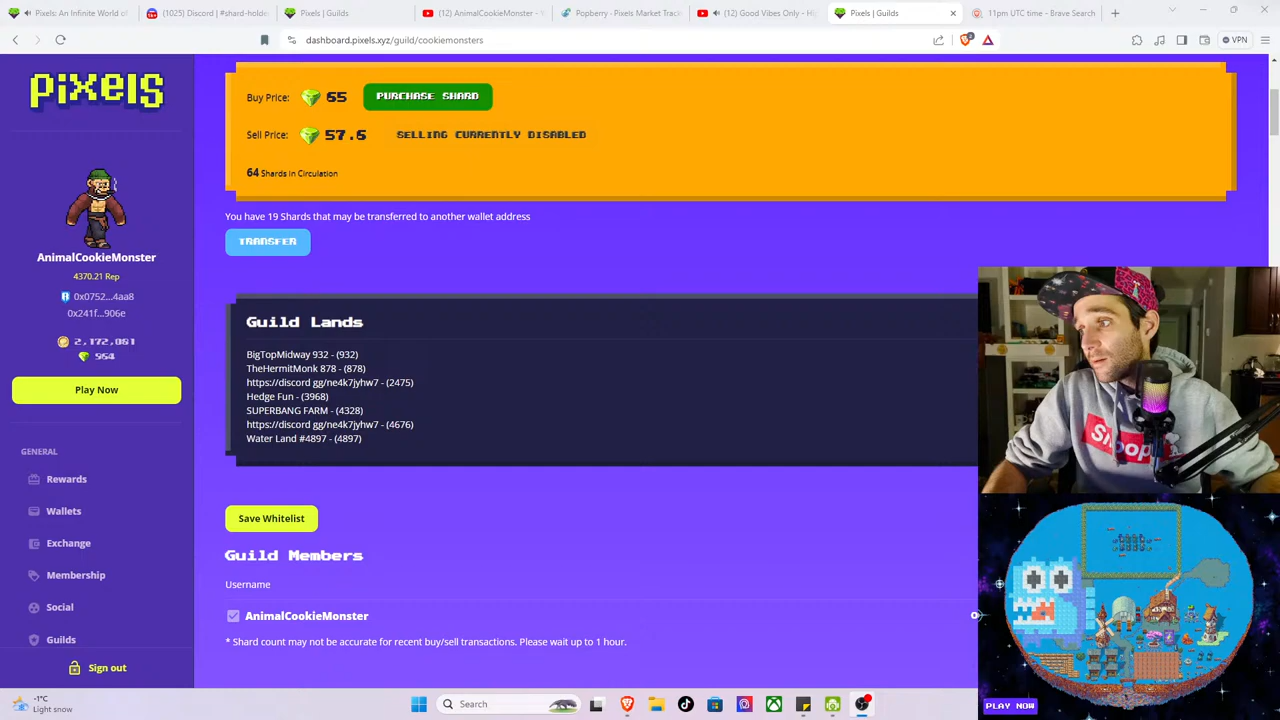 Pixels: An Infinite World of
(1025) Discord | #shard-holde
Pixels | Guilds
(12) AnimalCookieMonster -
Popberry - Pixels Market Track
(12) Good Vibes Only - Hip
Pixels | Guilds
11pm UTC time - Brave Search
dashboard.pixels.xyz/guild/cookiemonsters
VPN
pixels
Buy Price: 65 PURCHASE SHARD
Sell Price: 57.6 SELLING CURRENTLY DISABLED
64 Shards in Circulation
You have 19 Shards that may be transferred to another wallet address
TRANSFER
AnimalCookieMonster
4370.21 Rep
0x0752...4aa8
0x241f...906e
2,172,081
964
Play Now
Guild Lands
BigTopMidway 932 - (932)
TheHermitMonk 878 - (878)
https://discord gg/ne4k7jyhw7 - (2475)
Hedge Fun - (3968)
SUPERBANG FARM - (4328)
https://discord gg/ne4k7jyhw7 - (4676)
Water Land #4897 - (4897)
GENERAL
Rewards
Wallets
Exchange
Membership
Social
Guilds
Sign out
Save Whitelist
Guild Members
Username
AnimalCookieMonster
* Shard count may not be accurate for recent buy/sell transactions. Please wait up to 1 hour.
PLAY NOW
-1°C
Light snow
Search